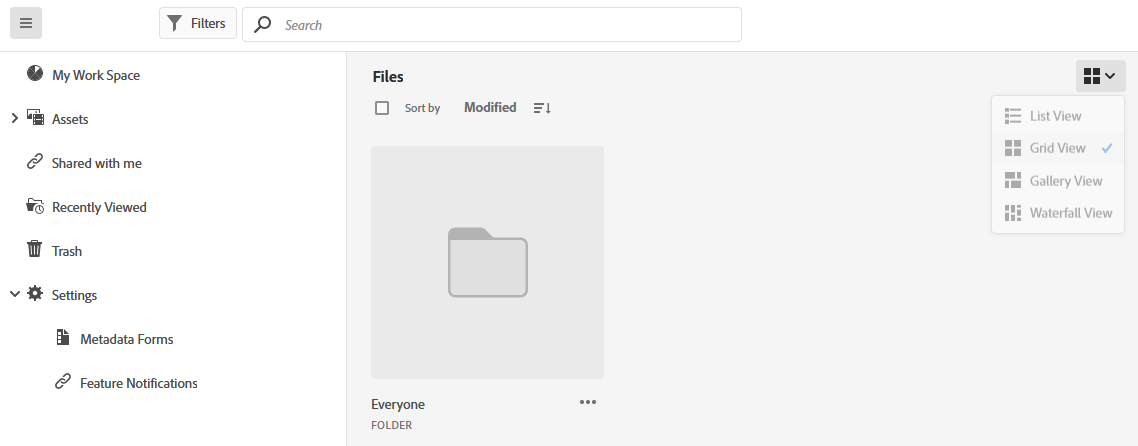 Filters
Search
My Work Space
Assets
Shared with me
Recently Viewed
Trash
Settings
Metadata Forms
Feature Notifications
Files
Sort by Modified
List View
Grid View
Gallery View
Waterfall View
Everyone
FOLDER